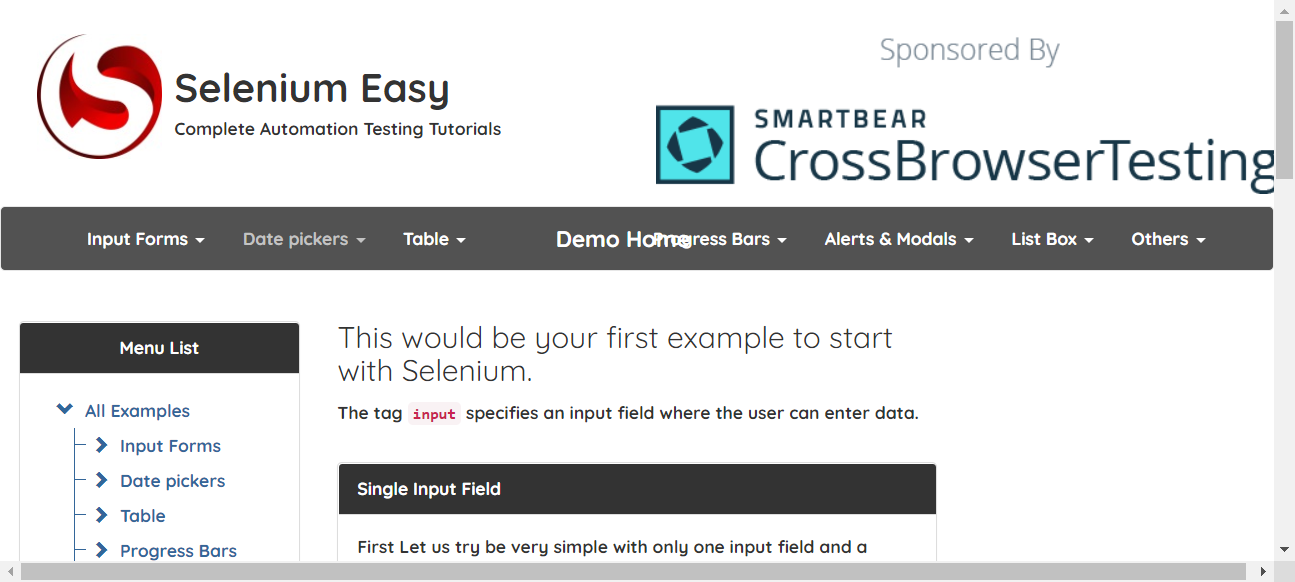 Sponsored By
Selenium Easy
Complete Automation Testing Tutorials
SMARTBEAR
CrossBrowserTesting
Input Forms
Date pickers
Table
Demo Home
Progress Bars
Alerts & Modals
List Box
Others
Menu List
All Examples
Input Forms
Date pickers
Table
Progress Bars
This would be your first example to start
with Selenium.
The tag input specifies an input field where the user can enter data.
Single Input Field
First Let us try be very simple with only one input field and a